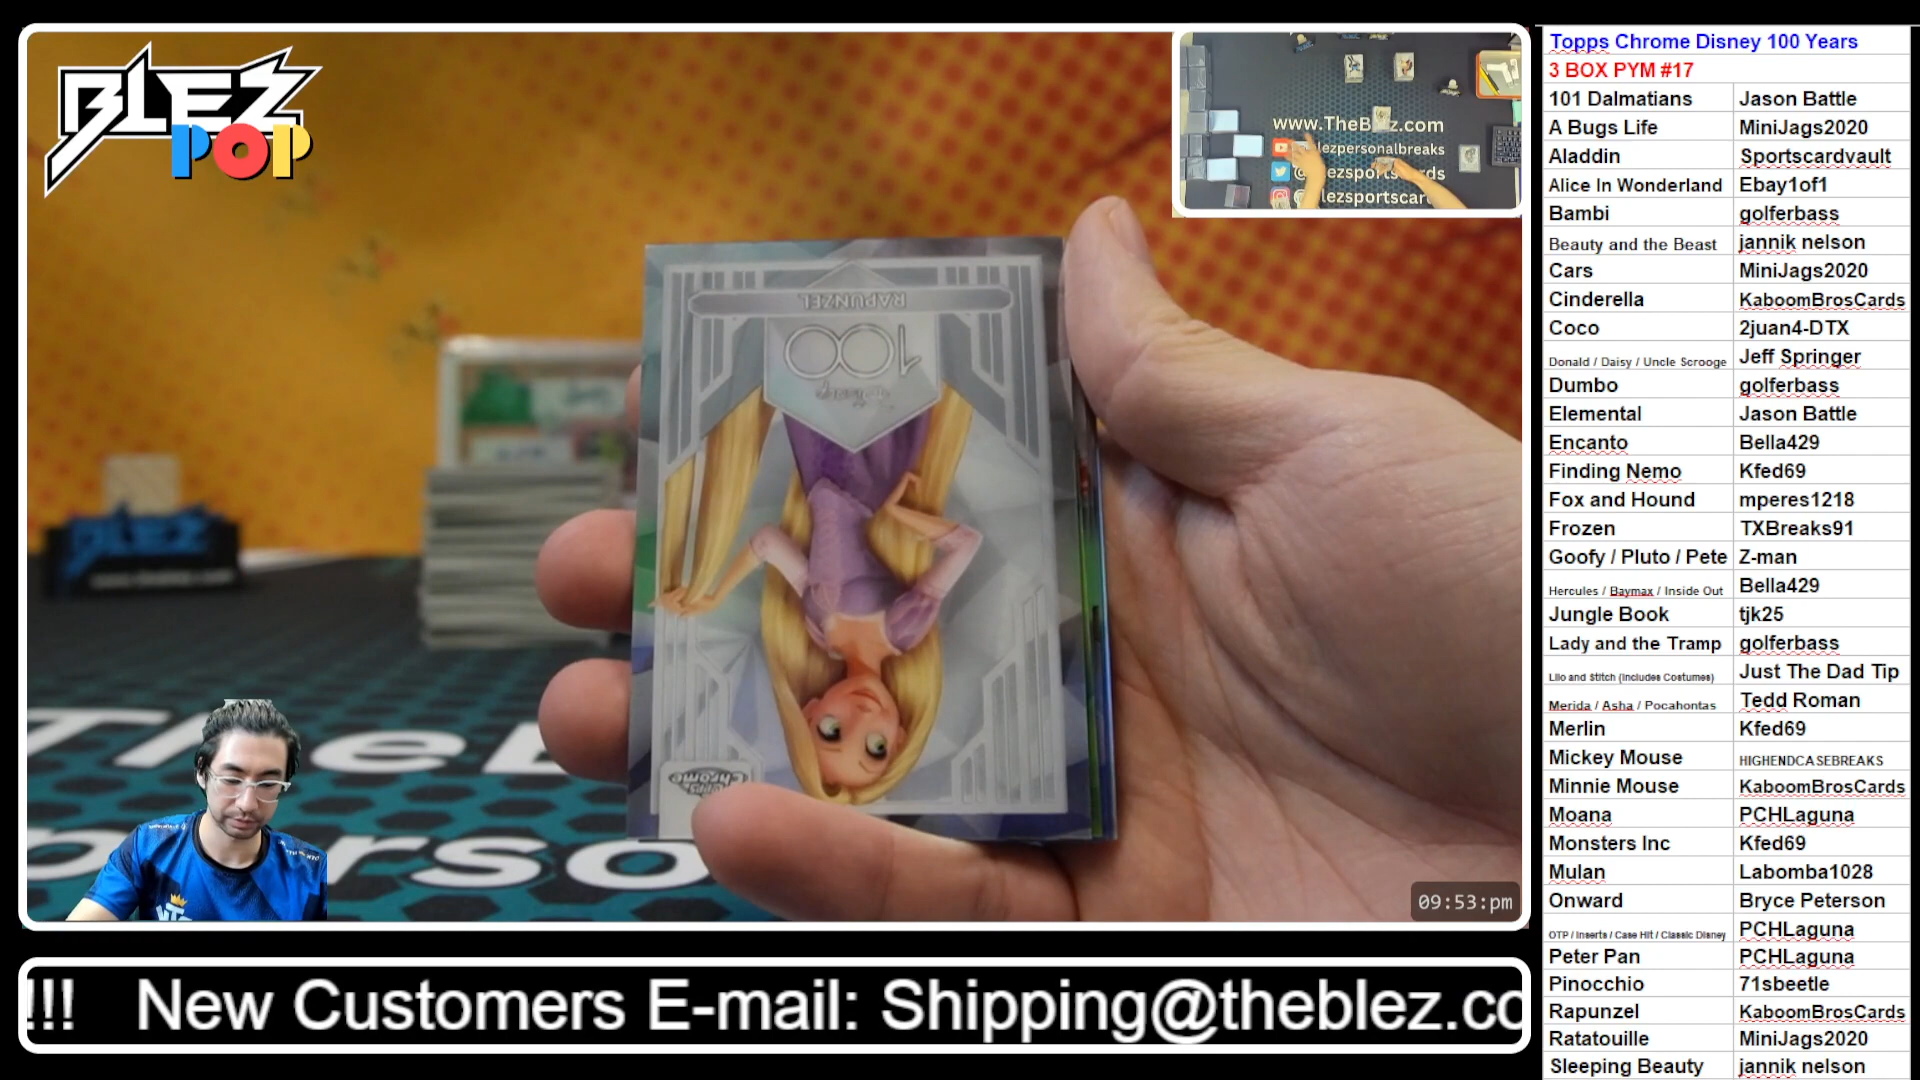 BLEZ
POP
www.TheBlez.com
lezpersonalbreaks
RAPUNZEL
100
Disney
Topps
Chrome
BLEZ
TheB
perso
09:53:pm
!!! New Customers E-mail: Shipping@theblez.co
Topps Chrome Disney 100 Years
3 BOX PYM #17
101 Dalmatians Jason Battle
A Bugs Life MiniJags2020
Aladdin Sportscardvault
Alice In Wonderland Ebay1of1
Bambi golferbass
Beauty and the Beast jannik nelson
Cars MiniJags2020
Cinderella KaboomBrosCards
Coco 2juan4-DTX
Donald / Daisy / Uncle Scrooge Jeff Springer
Dumbo golferbass
Elemental Jason Battle
Encanto Bella429
Finding Nemo Kfed69
Fox and Hound mperes1218
Frozen TXBreaks91
Goofy / Pluto / Pete Z-man
Hercules / Baymax / Inside Out Bella429
Jungle Book tjk25
Lady and the Tramp golferbass
Lilo and Stitch (Includes Costumes) Just The Dad Tip
Merida / Asha / Pocahontas Tedd Roman
Merlin Kfed69
Mickey Mouse HIGHENDCASEBREAKS
Minnie Mouse KaboomBrosCards
Moana PCHLaguna
Monsters Inc Kfed69
Mulan Labomba1028
Onward Bryce Peterson
OTP / Inserts / Case Hit / Classic Disney PCHLaguna
Peter Pan PCHLaguna
Pinocchio 71sbeetle
Rapunzel KaboomBrosCards
Ratatouille MiniJags2020
Sleeping Beauty jannik nelson